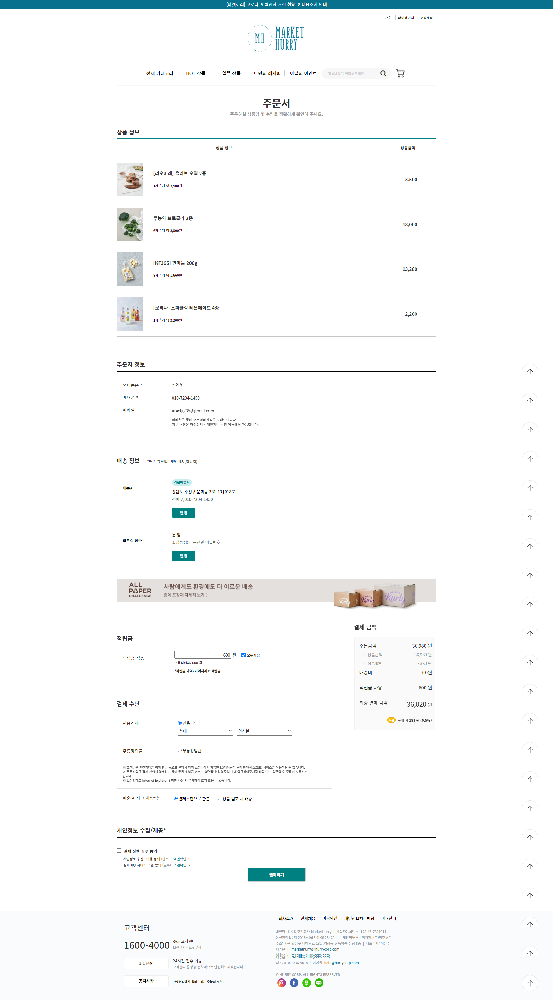 [마켓허리] 코로나19 확진자 관련 현황 및 대응조치 안내
로그아웃 마이페이지 고객센터
MH MARKET HURRY
전체 카테고리 HOT 상품 알뜰 상품 나만의 레시피 이달의 이벤트 검색내용을 입력해주세요.
주문서
주문하실 상품명 및 수량을 정확하게 확인해 주세요.
상품 정보
상품 정보 상품금액
[리오마레] 올리브 오일 2종
1개 / 개 당 3,500원
3,500
무농약 브로콜리 2종
6개 / 개 당 3,000원
18,000
[KF365] 깐마늘 200g
8개 / 개 당 1,660원
13,280
[로리나] 스파클링 레몬에이드 4종
1개 / 개 당 2,200원
2,200
주문자 정보
보내는분 * 전예우
휴대폰 * 010-7204-1450
이메일 * atecfg735@gmail.com
이메일을 통해 주문처리과정을 보내드립니다.
정보 변경은 마이허리 > 개인정보 수정 메뉴에서 가능합니다.
배송 정보 *배송 휴무일: 택배 배송(일요일)
배송지
기본배송지
강원도 수정구 문화동 331-13 [01861]
전예우,010-7204-1450
변경
받으실 장소
문 앞
출입방법: 공동현관 비밀번호
변경
ALL PAPER CHALLENGE
사람에게도 환경에도 더 이로운 배송
종이 포장재 자세히 보기 >
Kurly
Kurly
MARKET Kurly
적립금
적립금 적용 600 원 모두사용
보유적립금: 600 원
*적립금 내역: 마이허리 > 적립금
결제 금액
주문금액 36,980 원
ㄴ 상품금액 36,980 원
ㄴ 상품할인 - 360 원
배송비 + 0원
적립금 사용 600 원
최종 결제 금액 36,020 원
적립 구매 시 183 원 (0.5%)
결제 수단
신용결제 신용카드
현대 일시불
무통장입금 무통장입금
※ 고객님은 안전거래를 위해 현금 등으로 결제시 저희 쇼핑몰에서 가입한 LG데이콤의 구매안전(에스크로) 서비스를 이용하실 수 있습니다.
※ 무통장입금 결제 선택시 결제하기 창에 무통장 입금 번호가 출력됩니다. 일주일 내에 입금하여주시길 바랍니다. 일주일 후 주문이 자동취소
됩니다.
※ 보안강화로 Internet Explorer 8 미만 사용 시 결제창이 뜨지 않을 수 있습니다.
미출고 시 조치방법* 결제수단으로 환불 상품 입고 시 배송
개인정보 수집/제공*
결제 진행 필수 동의
개인정보 수집 · 이용 동의 (필수) 약관확인 >
결제대행 서비스 약관 동의 (필수) 약관확인 >
결제하기
고객센터
1600-4000
365 고객센터
오전 7시 - 오후 7시
1:1 문의
24시간 접수 가능
고객센터 운영중 순차적으로 답변해드리겠습니다.
공지사항
마켓허리에서 알려드리는 오늘의 소식!
회사소개 인재채용 이용약관 개인정보처리방침 이용안내
법인명 (상호): 주식회사 MarketHurry | 사업자등록번호: 123-45-7891011
통신판매업: 제 2018-서울역삼-0123425호 | 개인정보보호책임자: (주)마켓허리
주소: 서울 강남구 테헤란로 132 (역삼동)한독약품 빌딩 8층 | 대표이사: 이은수
제휴문의 : markethurry@hurrycorp.com
채용문의 : recruit@hurrycorp.com
채용문의 : recruit@hurrycorp.com
팩스: 070-1234-5678 | 이메일: help@hurrycorp.com
© HURRY CORP. ALL RIGHTS RESERVED
blog